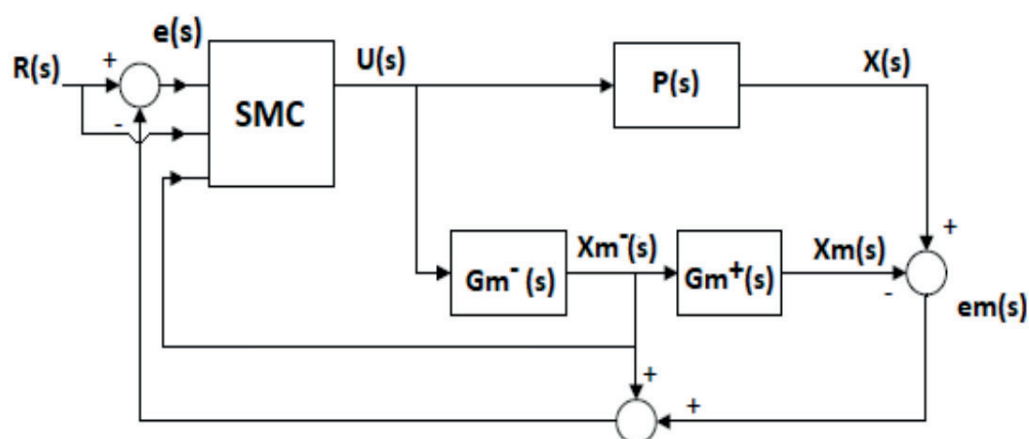 e(s)
R(s)
+
-
SMC
U(s)
P(s)
X(s)
+
Gm⁻ (s)
Xm⁻(s)
Gm⁺(s)
Xm(s)
-
em(s)
+
+